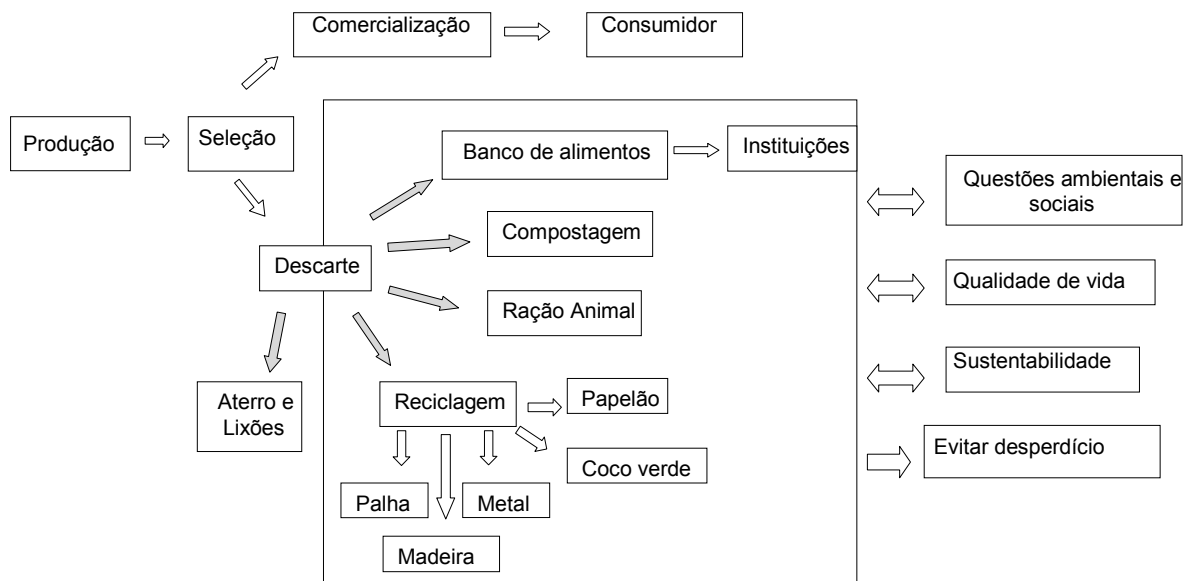 Comercialização
Consumidor
Produção
Seleção
Banco de alimentos
Instituições
Questões ambientais e
sociais
Compostagem
Descarte
Qualidade de vida
Ração Animal
Sustentabilidade
Aterro e
Lixões
Reciclagem
Papelão
Evitar desperdício
Coco verde
Palha
Metal
Madeira